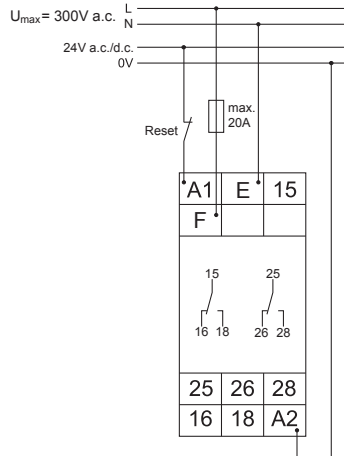 Umax= 300V a.c. L
N
24V a.c./d.c.
0V
Reset
max.
20A
A1 E 15
F
15 25
16 18 26 28
25 26 28
16 18 A2